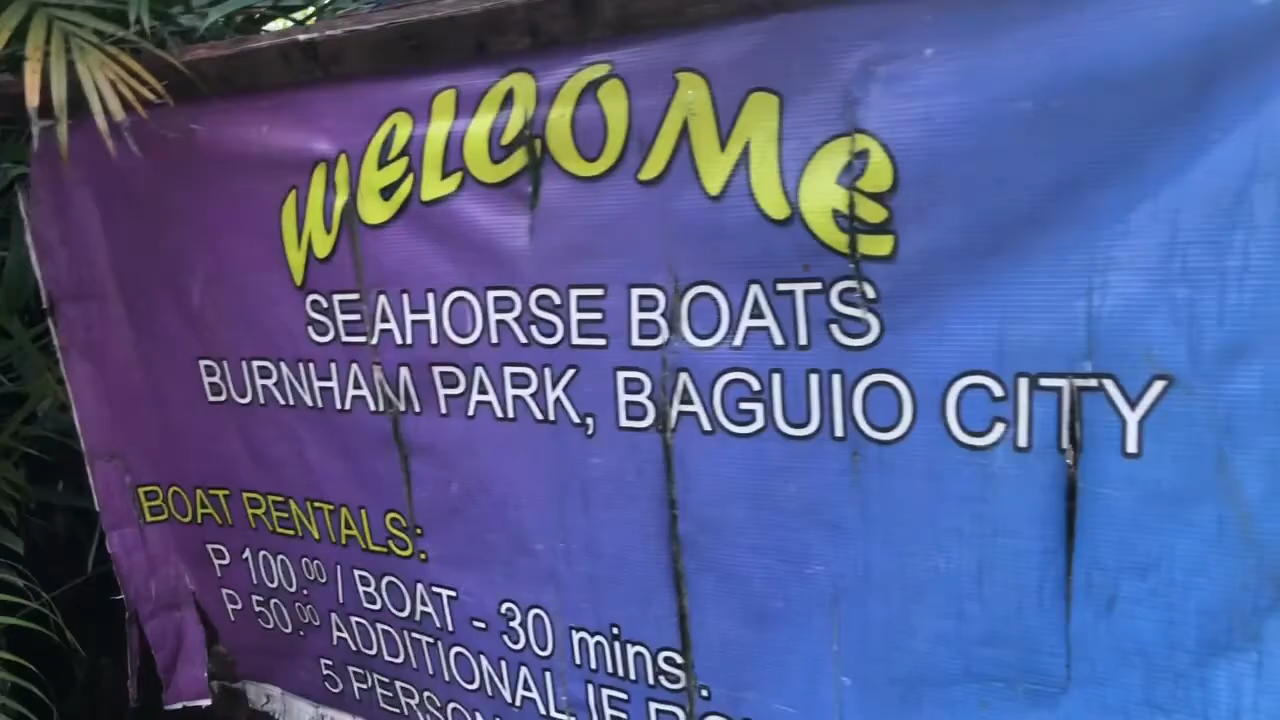 WELCOME
SEAHORSE BOATS
BURNHAM PARK, BAGUIO CITY
BOAT RENTALS:
P 100.00 / BOAT - 30 mins.
P 50.00 ADDITIONAL IF
5